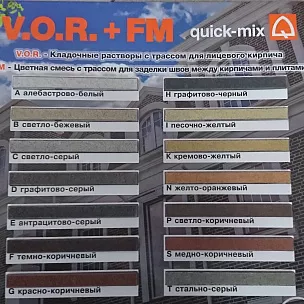 V.O.R. + FM quick-mix
V.O.R. - Кладочные растворы с трассом для лицевого кирпича
М - Цветная смесь с трассом для заделки швов между кирпичами и плитами
А алебастрово-белый
В светло-бежевый
С светло-серый
D графитово-серый
Е антрацитово-серый
F темно-коричневый
G красно-коричневый
Н графитово-черный
I песочно-желтый
К кремово-желтый
N желто-оранжевый
Р светло-коричневый
S медно-коричневый
Т стально-серый